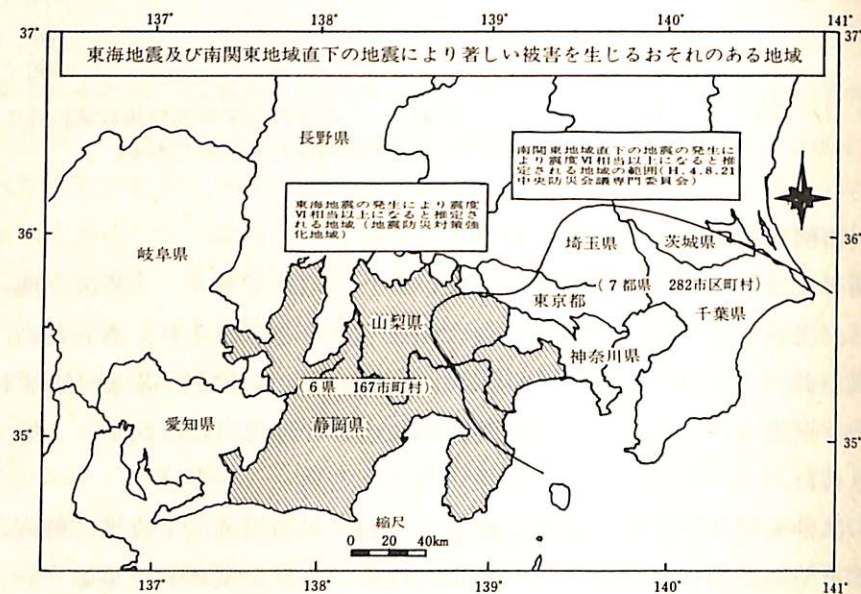 137°
138°
139°
140°
141°
37°
37°
東海地震及び南関東地域直下の地震により著しい被害を生じるおそれのある地域
長野県
南関東地域直下の地震の発生に
より震度Ⅵ相当以上になると推
定される地域の範囲(H.4.8.21
中央防災会議専門委員会)
東海地震の発生により震度
Ⅵ相当以上になると推定さ
れる地域(地震防災対策強
化地域)
36°
36°
岐阜県
埼玉県
茨城県
(7都県 282市区町村)
東京都
千葉県
山梨県
神奈川県
(6県 167市町村)
愛知県
静岡県
35°
35°
縮尺
0 20 40km
137°
138°
139°
140°
141°